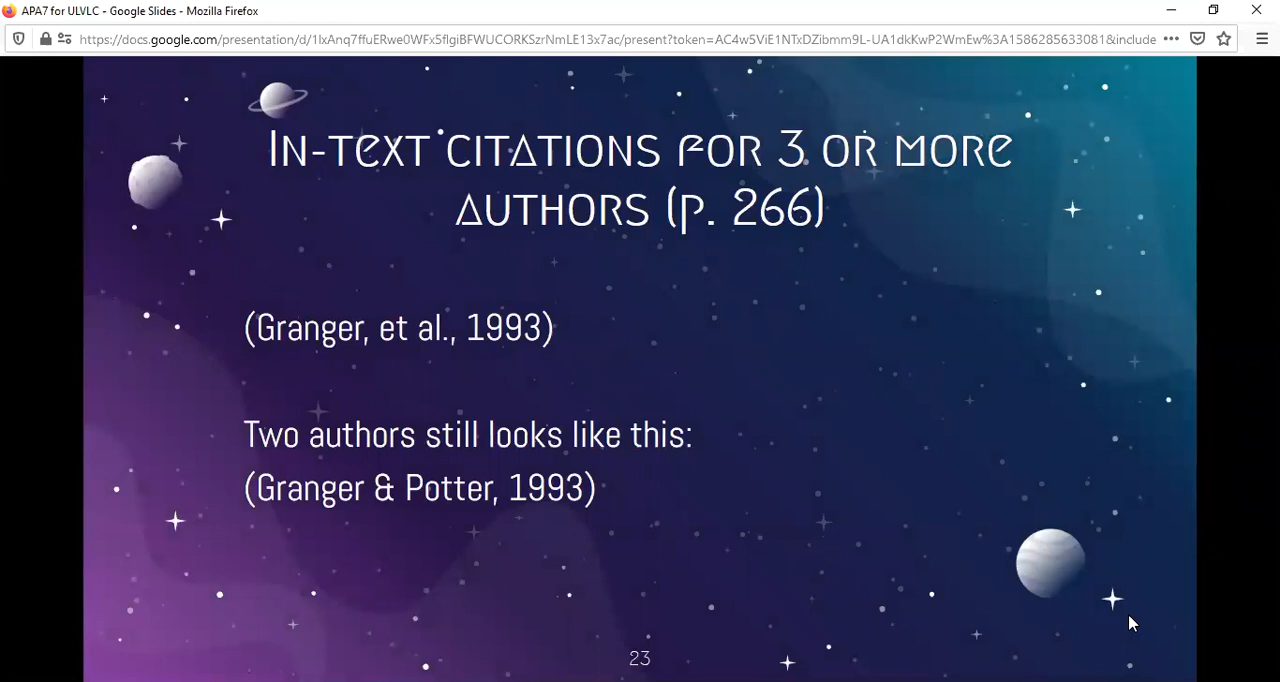 APA7 for ULVLC - Google Slides - Mozilla Firefox
https://docs.google.com/presentation/d/1lxAnq7ffuERwe0WFx5flgiBFWUCORKSzrNmLE13x7ac/present?token=AC4w5ViE1NTxDZibmm9L-UA1dkKwP2WmEw%3A1586285633081&include
In-text citations for 3 or more
authors (p. 266)
(Granger, et al., 1993)
Two authors still looks like this:
(Granger & Potter, 1993)
23